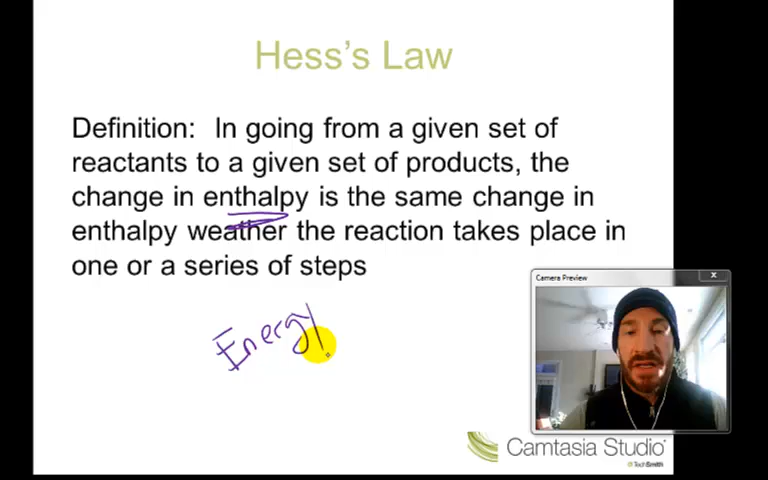 Hess's Law
Definition: In going from a given set of
reactants to a given set of products, the
change in enthalpy is the same change in
enthalpy weather the reaction takes place in
one or a series of steps
Camera Preview
x
Energy
Camtasia Studio
TechSmith